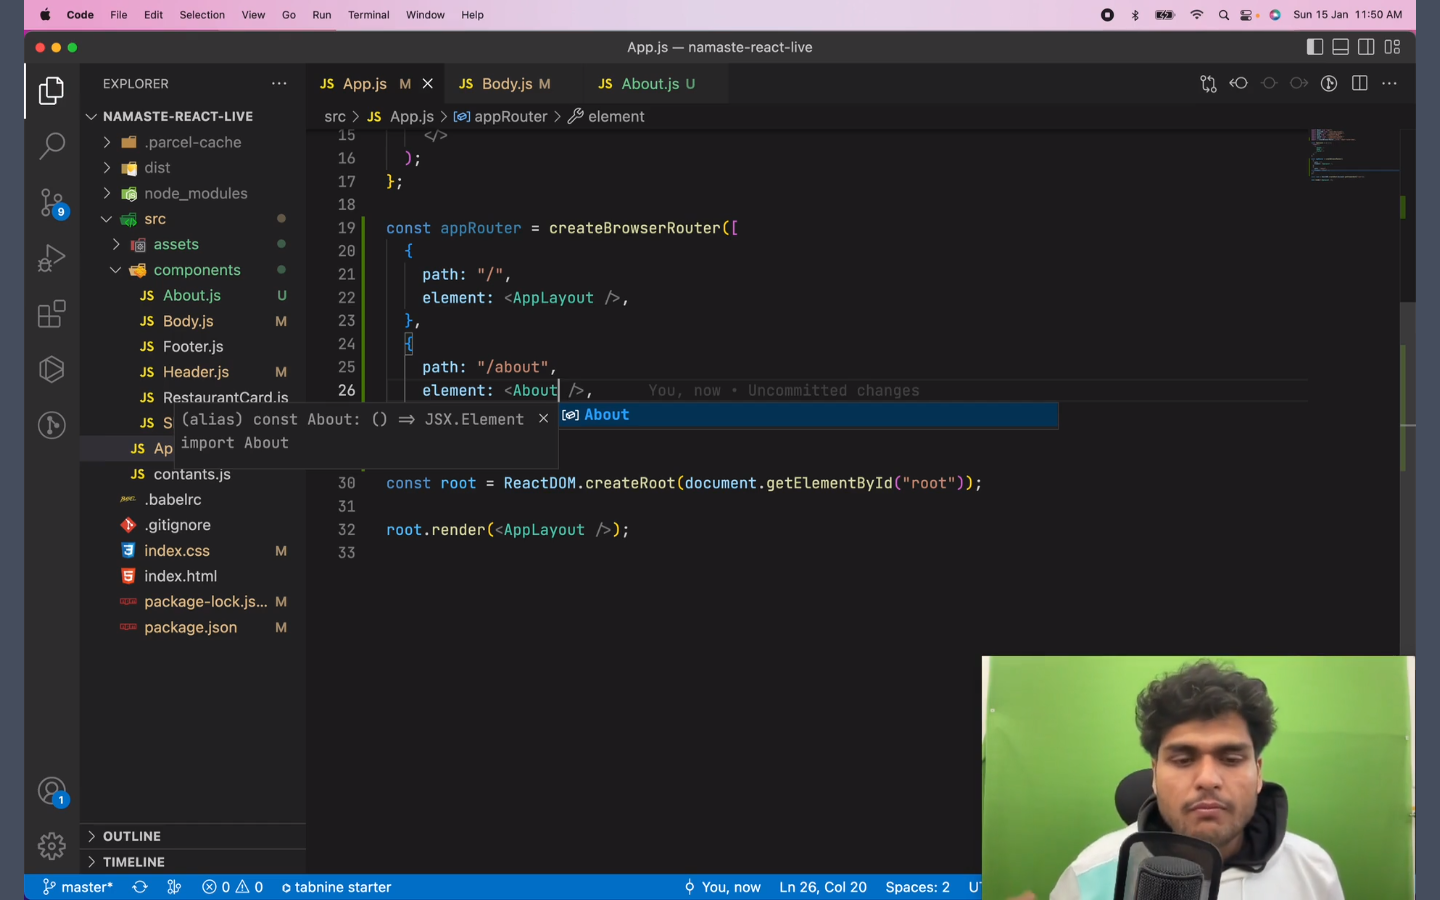 Code File Edit Selection View Go Run Terminal Window Help Sun 15 Jan 11:50 AM
App.js — namaste-react-live
EXPLORER
JS App.js M
JS Body.js M
JS About.js U
src > JS App.js > appRouter > element
NAMASTE-REACT-LIVE
.parcel-cache
dist
node_modules
src
assets
components
JS About.js U
JS Body.js M
JS Footer.js
JS Header.js M
JS RestaurantCard.js
JS S
JS Ap
JS contants.js
.babelrc
.gitignore
index.css M
index.html
package-lock.js... M
package.json M
OUTLINE
TIMELINE
9
1
15 </>
16 );
17 };
18
19 const appRouter = createBrowserRouter([
20 {
21 path: "/",
22 element: <AppLayout />,
23 },
24 {
25 path: "/about",
26 element: <About />, You, now • Uncommitted changes
(alias) const About: () ⇒ JSX.Element
import About
About
30 const root = ReactDOM.createRoot(document.getElementById("root"));
31
32 root.render(<AppLayout />);
33
master* 0 0 tabnine starter You, now Ln 26, Col 20 Spaces: 2